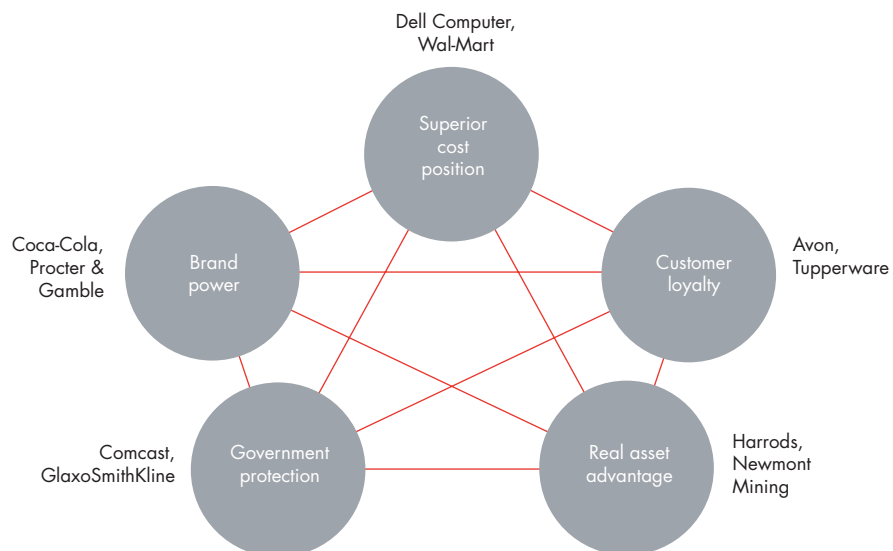 Dell Computer,
Wal-Mart
Superior
cost
position
Coca-Cola,
Procter &
Gamble
Brand
power
Customer
loyalty
Avon,
Tupperware
Comcast,
GlaxoSmithKline
Government
protection
Real asset
advantage
Harrods,
Newmont
Mining